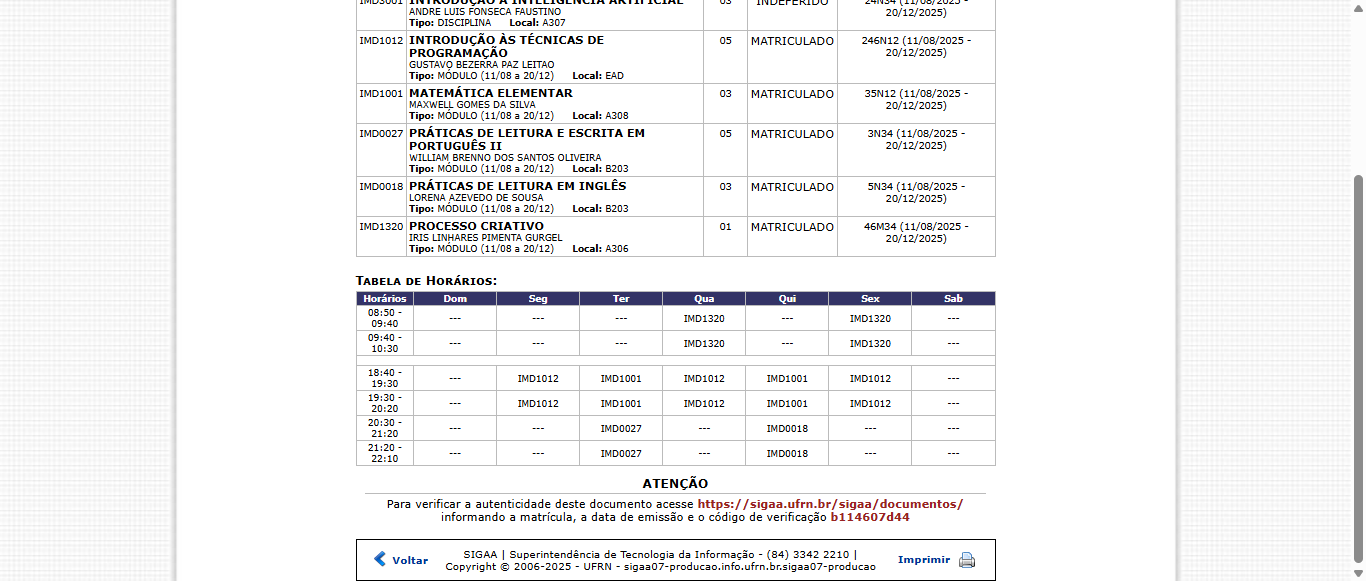 IMD3001 INTRODUÇÃO À INTELIGÊNCIA ARTIFICIAL 03 INDEFERIDO 24N34 (11/08/2025 -
ANDRE LUIS FONSECA FAUSTINO 20/12/2025)
Tipo: DISCIPLINA Local: A307
IMD1012 INTRODUÇÃO ÀS TÉCNICAS DE 05 MATRICULADO 246N12 (11/08/2025 -
PROGRAMAÇÃO 20/12/2025)
GUSTAVO BEZERRA PAZ LEITAO
Tipo: MÓDULO (11/08 a 20/12) Local: EAD
IMD1001 MATEMÁTICA ELEMENTAR 03 MATRICULADO 35N12 (11/08/2025 -
MAXWELL GOMES DA SILVA 20/12/2025)
Tipo: MÓDULO (11/08 a 20/12) Local: A308
IMD0027 PRÁTICAS DE LEITURA E ESCRITA EM 05 MATRICULADO 3N34 (11/08/2025 -
PORTUGUÊS II 20/12/2025)
WILLIAM BRENNO DOS SANTOS OLIVEIRA
Tipo: MÓDULO (11/08 a 20/12) Local: B203
IMD0018 PRÁTICAS DE LEITURA EM INGLÊS 03 MATRICULADO 5N34 (11/08/2025 -
LORENA AZEVEDO DE SOUSA 20/12/2025)
Tipo: MÓDULO (11/08 a 20/12) Local: B203
IMD1320 PROCESSO CRIATIVO 01 MATRICULADO 46M34 (11/08/2025 -
IRIS LINHARES PIMENTA GURGEL 20/12/2025)
Tipo: MÓDULO (11/08 a 20/12) Local: A306
TABELA DE HORÁRIOS:
Horários Dom Seg Ter Qua Qui Sex Sab
08:50 - 09:40 --- --- --- IMD1320 --- IMD1320 ---
09:40 - 10:30 --- --- --- IMD1320 --- IMD1320 ---
18:40 - 19:30 --- IMD1012 IMD1001 IMD1012 IMD1001 IMD1012 ---
19:30 - 20:20 --- IMD1012 IMD1001 IMD1012 IMD1001 IMD1012 ---
20:30 - 21:20 --- --- IMD0027 --- IMD0018 --- ---
21:20 - 22:10 --- --- IMD0027 --- IMD0018 --- ---
ATENÇÃO
Para verificar a autenticidade deste documento acesse https://sigaa.ufrn.br/sigaa/documentos/
informando a matrícula, a data de emissão e o código de verificação b114607d44
Voltar
SIGAA | Superintendência de Tecnologia da Informação - (84) 3342 2210 |
Copyright © 2006-2025 - UFRN - sigaa07-producao.info.ufrn.br.sigaa07-producao
Imprimir